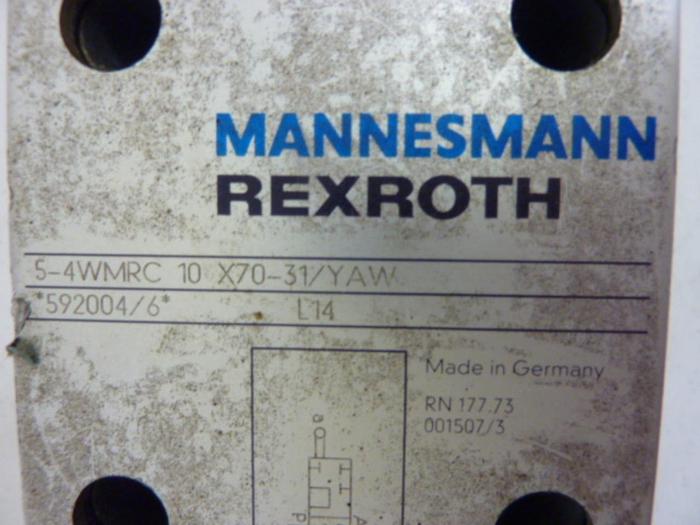 MANNESMANN
REXROTH
5-4WMRC 10 X70-31/YAW
*592004/6* L14
Made in Germany
RN 177.73
001507/3
a
P A